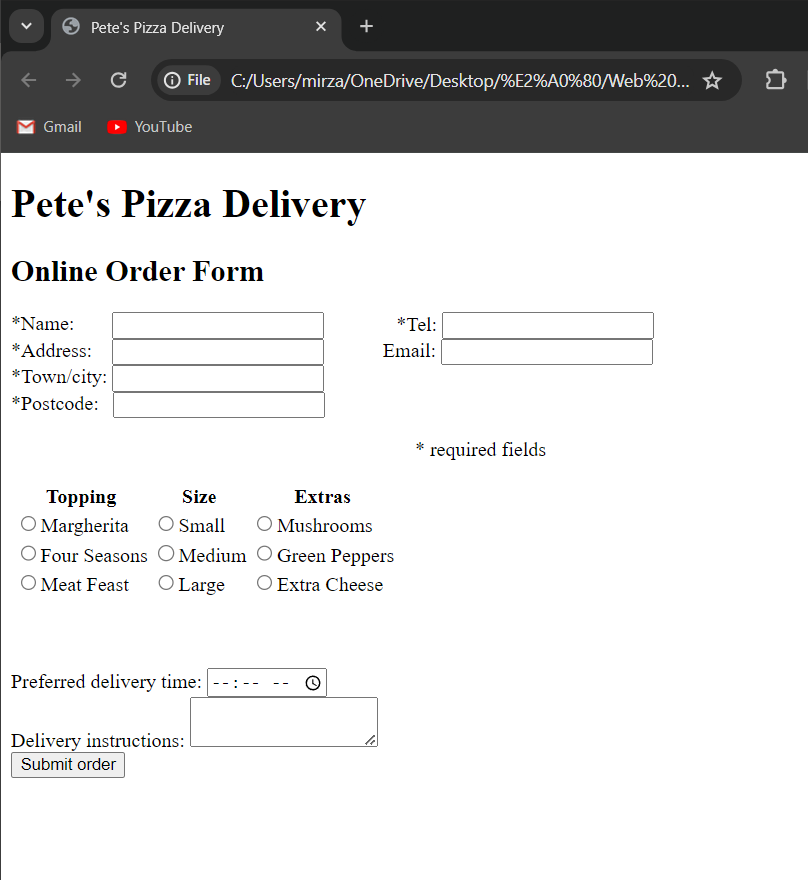 Pete's Pizza Delivery
File C:/Users/mirza/OneDrive/Desktop/%E2%A0%80/Web%20...
Gmail YouTube
Pete's Pizza Delivery
Online Order Form
*Name: *Tel:
*Address: Email:
*Town/city:
*Postcode:
* required fields
Topping Size Extras
Margherita Small Mushrooms
Four Seasons Medium Green Peppers
Meat Feast Large Extra Cheese
Preferred delivery time: --:-- --
Delivery instructions:
Submit order